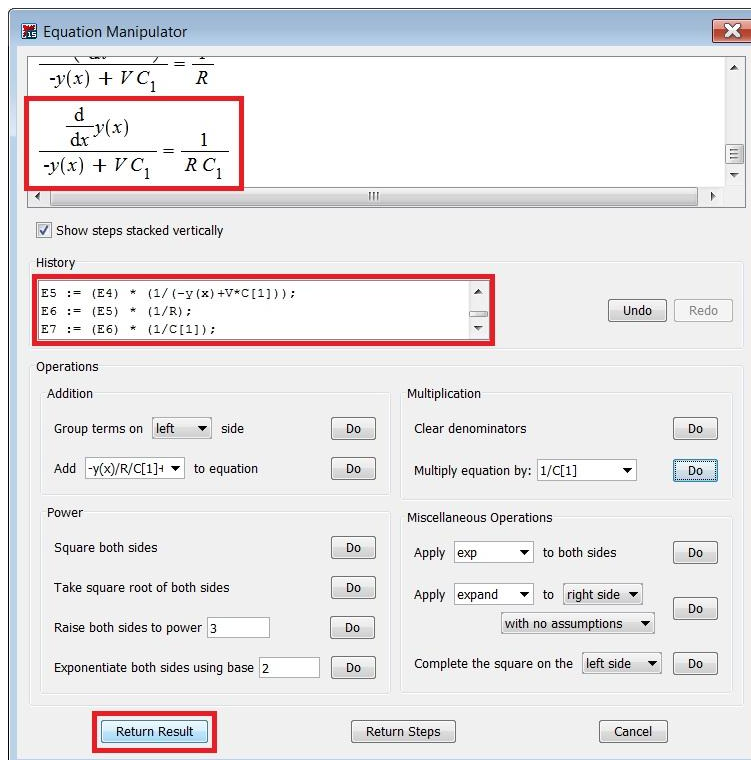 Equation Manipulator
-y(x) + V C₁ = R
d
dx y(x)
-y(x) + V C₁ = 1
R C₁
Show steps stacked vertically
History
E5 := (E4) * (1/(-y(x)+V*C[1]));
E6 := (E5) * (1/R);
E7 := (E6) * (1/C[1]);
Undo Redo
Operations
Addition
Group terms on left side Do
Add -y(x)/R/C[1]+ to equation Do
Multiplication
Clear denominators Do
Multiply equation by: 1/C[1] Do
Power
Square both sides Do
Take square root of both sides Do
Raise both sides to power 3 Do
Exponentiate both sides using base 2 Do
Miscellaneous Operations
Apply exp to both sides Do
Apply expand to right side Do
with no assumptions
Complete the square on the left side Do
Return Result Return Steps Cancel